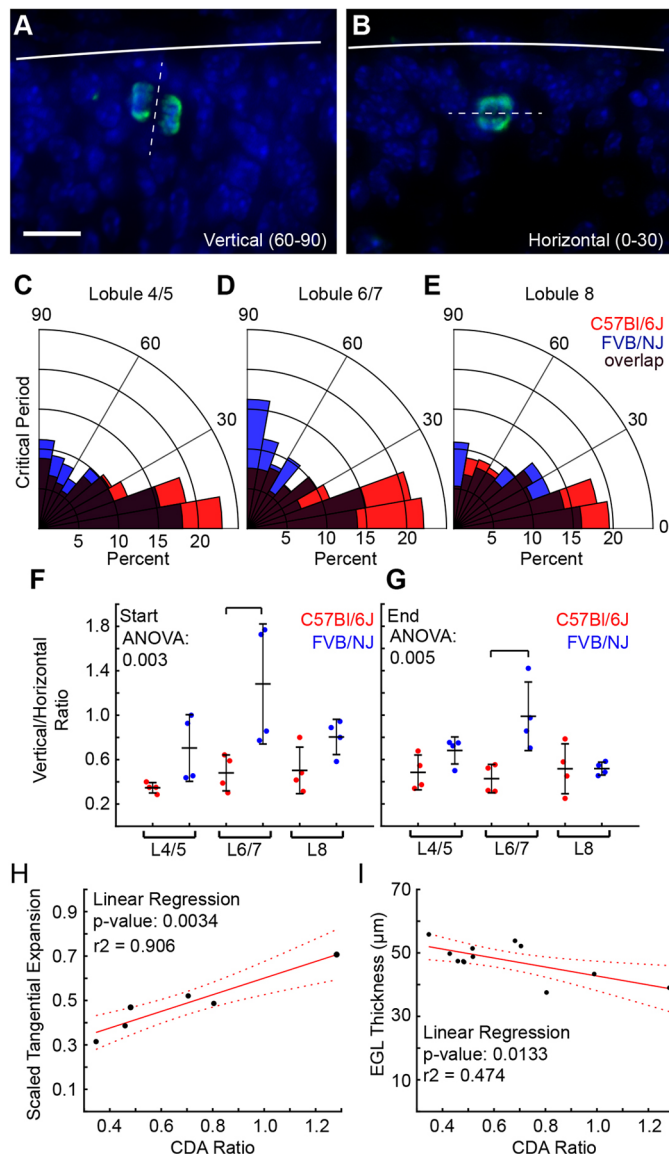 A
B
Vertical (60-90)
Horizontal (0-30)
C Lobule 4/5 D Lobule 6/7 E Lobule 8
90 90 90
C57Bl/6J
FVB/NJ
overlap
60 60 60
30 30 30
Critical Period
0
5 10 15 20 5 10 15 20 5 10 15 20
Percent Percent Percent
F
G
Start
ANOVA:
0.003
C57Bl/6J
FVB/NJ
End
ANOVA:
0.005
C57Bl/6J
FVB/NJ
1.8
1.4
1.0
0.6
0.2
Vertical/Horizontal
Ratio
L4/5 L6/7 L8 L4/5 L6/7 L8
H
Linear Regression
p-value: 0.0034
r2 = 0.906
0.9
0.7
0.5
0.3
0.1
Scaled Tangential Expansion
0.4 0.6 0.8 1.0 1.2
CDA Ratio
I
70
50
30
10
EGL Thickness (µm)
Linear Regression
p-value: 0.0133
r2 = 0.474
0.4 0.6 0.8 1.0 1.2
CDA Ratio